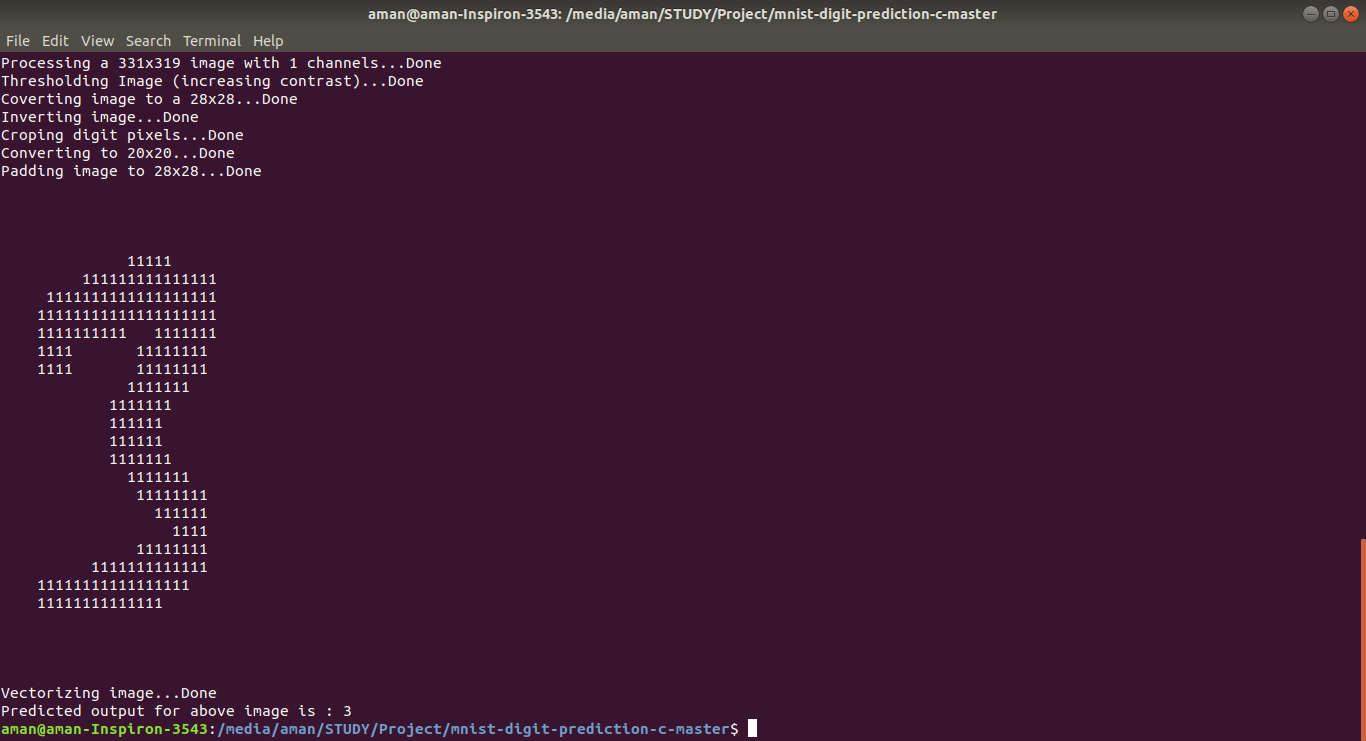 aman@aman-Inspiron-3543: /media/aman/STUDY/Project/mnist-digit-prediction-c-master
File Edit View Search Terminal Help
Processing a 331x319 image with 1 channels...Done
Thresholding Image (increasing contrast)...Done
Coverting image to a 28x28...Done
Inverting image...Done
Croping digit pixels...Done
Converting to 20x20...Done
Padding image to 28x28...Done
              11111
         111111111111111
     1111111111111111111
    11111111111111111111
    1111111111   1111111
    1111       11111111
    1111       11111111
              1111111
            1111111
            111111
            111111
            1111111
              1111111
               11111111
                 111111
                   1111
               11111111
          1111111111111
    11111111111111111
    11111111111111
Vectorizing image...Done
Predicted output for above image is : 3
aman@aman-Inspiron-3543:/media/aman/STUDY/Project/mnist-digit-prediction-c-master$